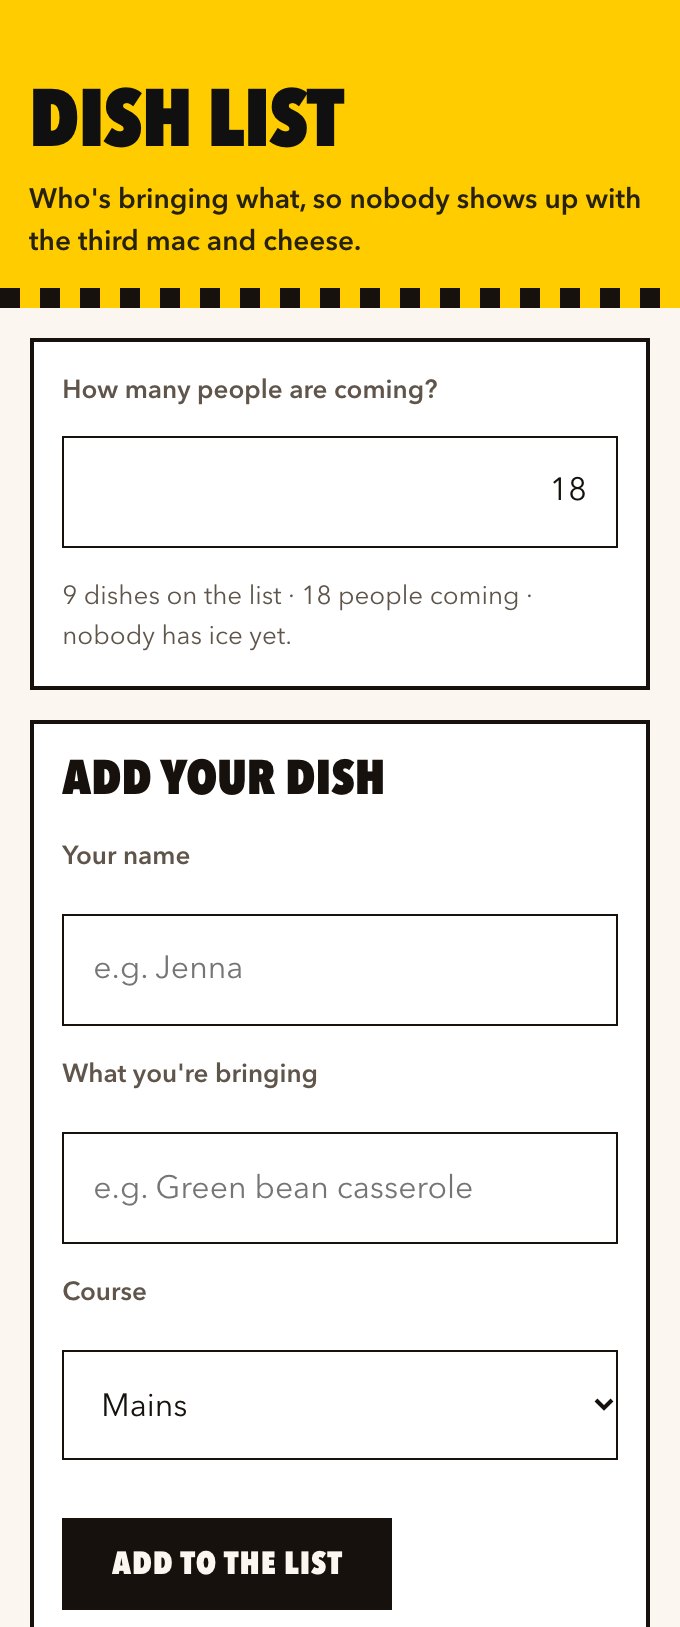 DISH LIST
Who's bringing what, so nobody shows up with
the third mac and cheese.
How many people are coming?
18
9 dishes on the list · 18 people coming ·
nobody has ice yet.
ADD YOUR DISH
Your name
e.g. Jenna
What you're bringing
e.g. Green bean casserole
Course
Mains
ADD TO THE LIST